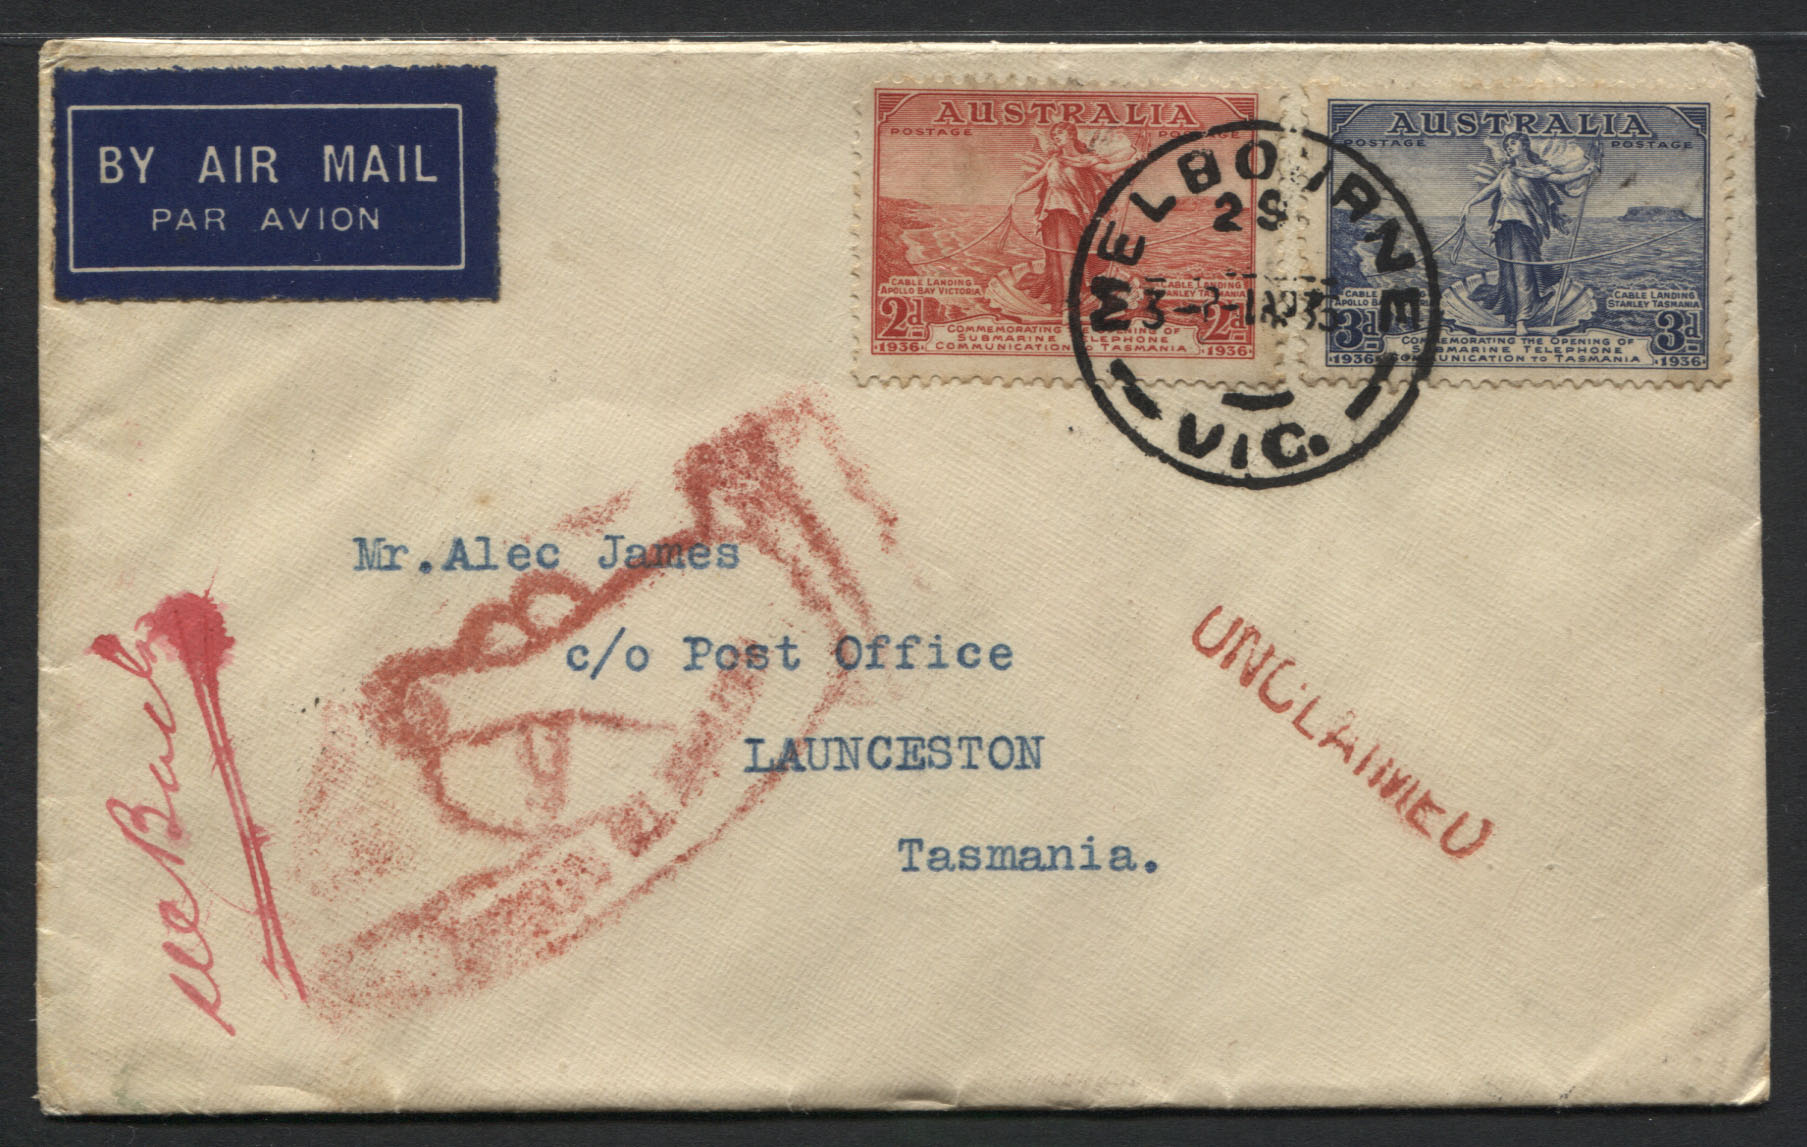 BY AIR MAIL
PAR AVION
AUSTRALIA
POSTAGE POSTAGE
CABLE LANDING
APOLLO BAY VICTORIA
CABLE LANDING
STANLEY TASMANIA
2d 2d
COMMEMORATING THE OPENING OF
SUBMARINE TELEPHONE
COMMUNICATION TO TASMANIA
1936 1936
AUSTRALIA
POSTAGE POSTAGE
CABLE
APOLLO BAY
CABLE LANDING
STANLEY TASMANIA
3d 3d
COMMEMORATING THE OPENING OF
SUBMARINE TELEPHONE
COMMUNICATION TO TASMANIA
1936 1936
MELBOURNE
29
VIC.
Mr.Alec James
c/o Post Office
LAUNCESTON
Tasmania.
UNCLAIMED
See Back